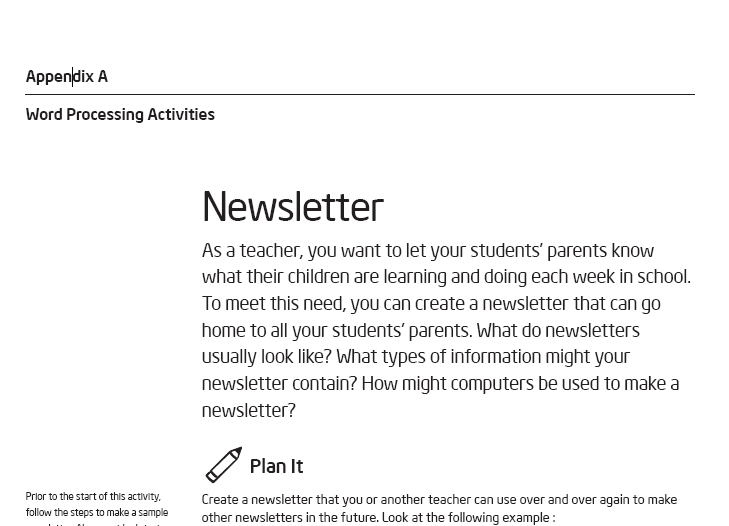 Appendix A
Word Processing Activities
Newsletter
As a teacher, you want to let your students' parents know
what their children are learning and doing each week in school.
To meet this need, you can create a newsletter that can go
home to all your students' parents. What do newsletters
usually look like? What types of information might your
newsletter contain? How might computers be used to make a
newsletter?
Plan It
Prior to the start of this activity,
follow the steps to make a sample
Create a newsletter that you or another teacher can use over and over again to make
other newsletters in the future. Look at the following example :